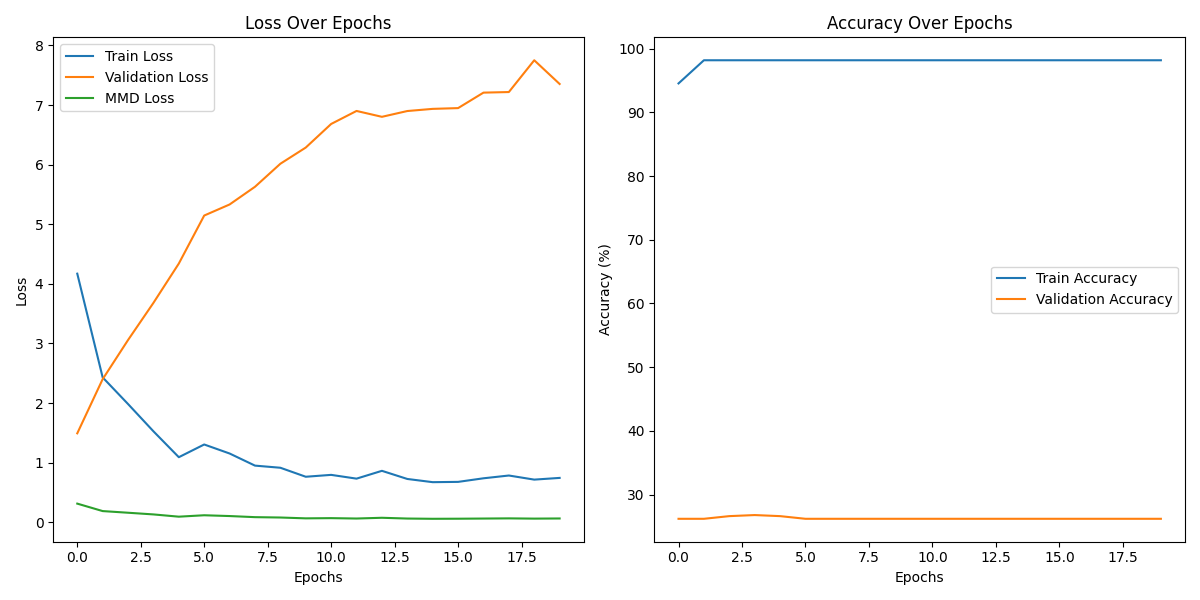 Loss Over Epochs
8
7
6
5
4
3
2
1
0
Loss
Train Loss
Validation Loss
MMD Loss
0.0 2.5 5.0 7.5 10.0 12.5 15.0 17.5
Epochs
Accuracy Over Epochs
100
90
80
70
60
50
40
30
Accuracy (%)
Train Accuracy
Validation Accuracy
0.0 2.5 5.0 7.5 10.0 12.5 15.0 17.5
Epochs